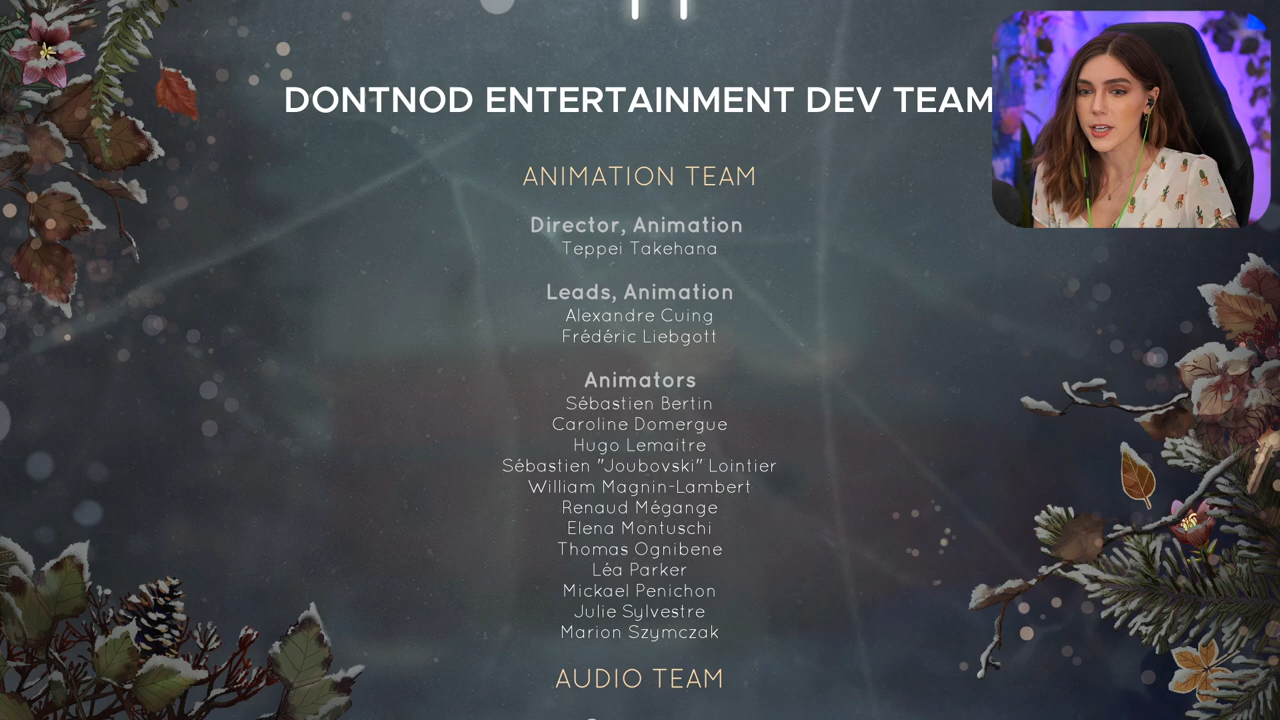 DONTNOD ENTERTAINMENT DEV TEAM
ANIMATION TEAM
Director, Animation
Teppei Takehana
Leads, Animation
Alexandre Cuing
Frédéric Liebgott
Animators
Sébastien Bertin
Caroline Domergue
Hugo Lemaitre
Sébastien "Joubovski" Lointier
William Magnin-Lambert
Renaud Mégange
Elena Montuschi
Thomas Ognibene
Léa Parker
Mickael Penichon
Julie Sylvestre
Marion Szymczak
AUDIO TEAM